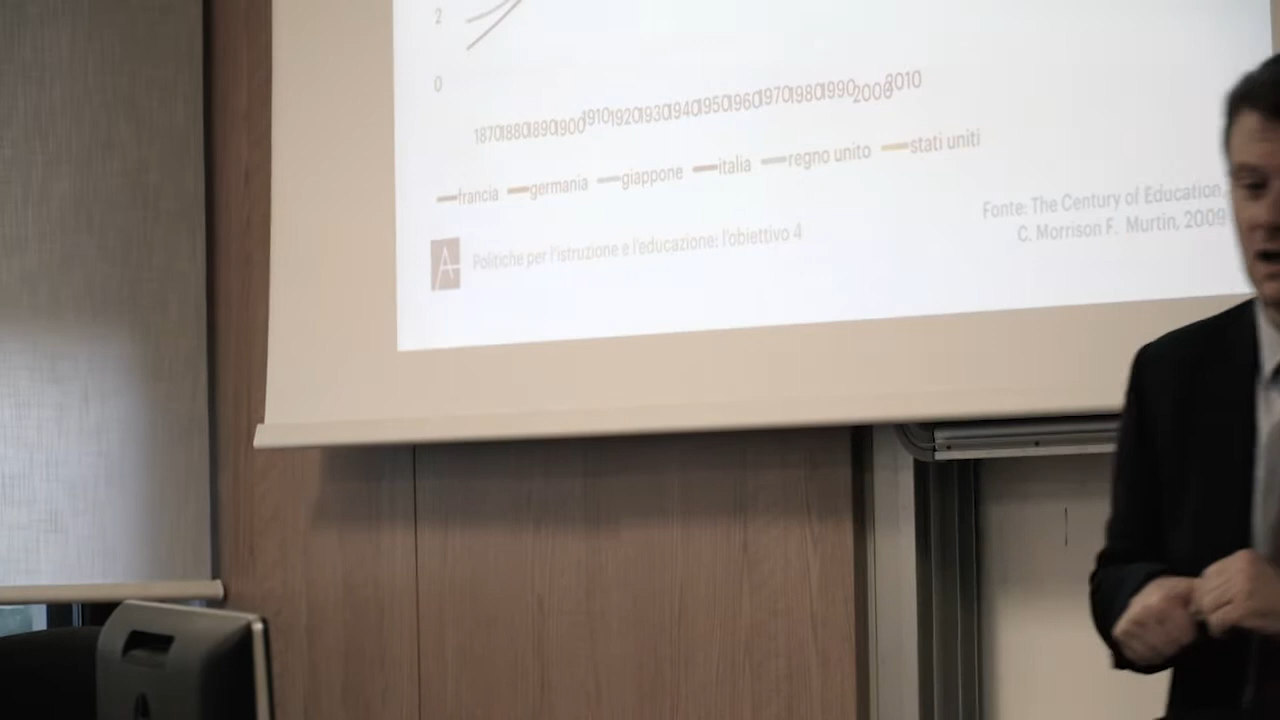 2
0
1870 1880 1890 1900 1910 1920 1930 1940 1950 1960 1970 1980 1990 2000 2010
francia germania giappone italia regno unito stati uniti
Fonte: The Century of Education,
C. Morrison F. Murtin, 2009
A
Politiche per l'istruzione e l'educazione: l'obiettivo 4